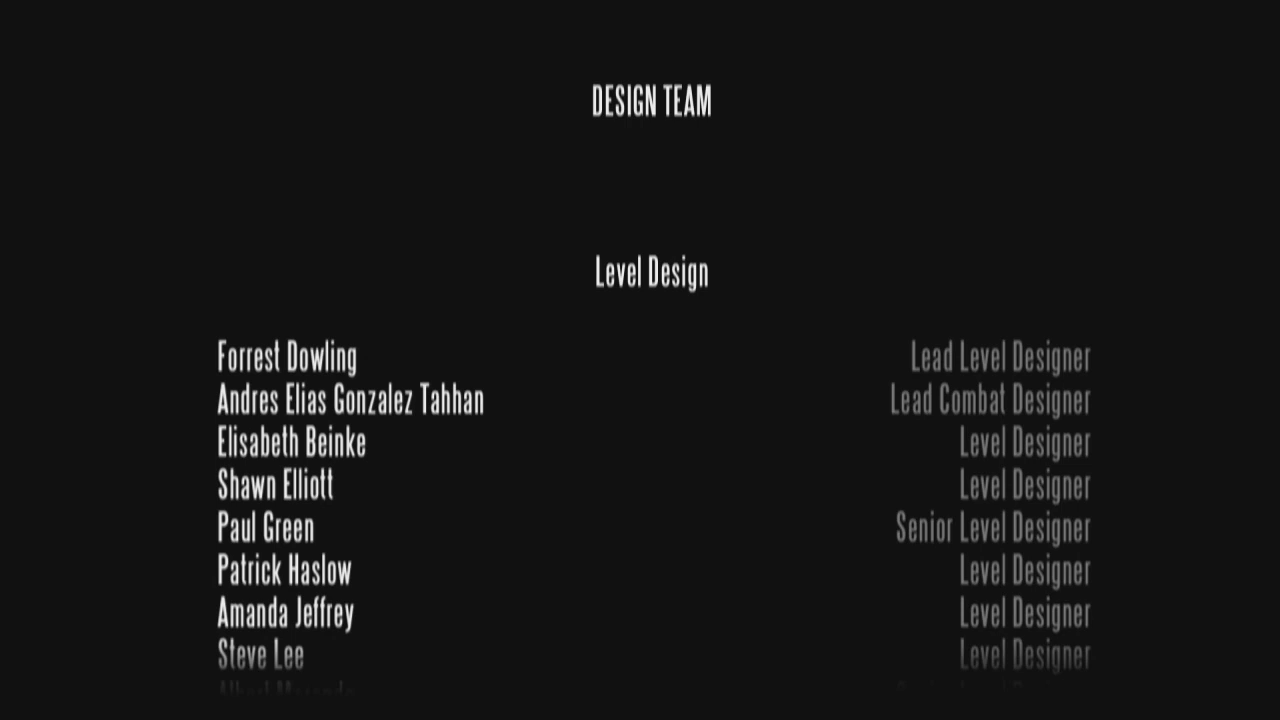 DESIGN TEAM
Level Design
Forrest Dowling Lead Level Designer
Andres Elias Gonzalez Tahhan Lead Combat Designer
Elisabeth Beinke Level Designer
Shawn Elliott Level Designer
Paul Green Senior Level Designer
Patrick Haslow Level Designer
Amanda Jeffrey Level Designer
Steve Lee Level Designer